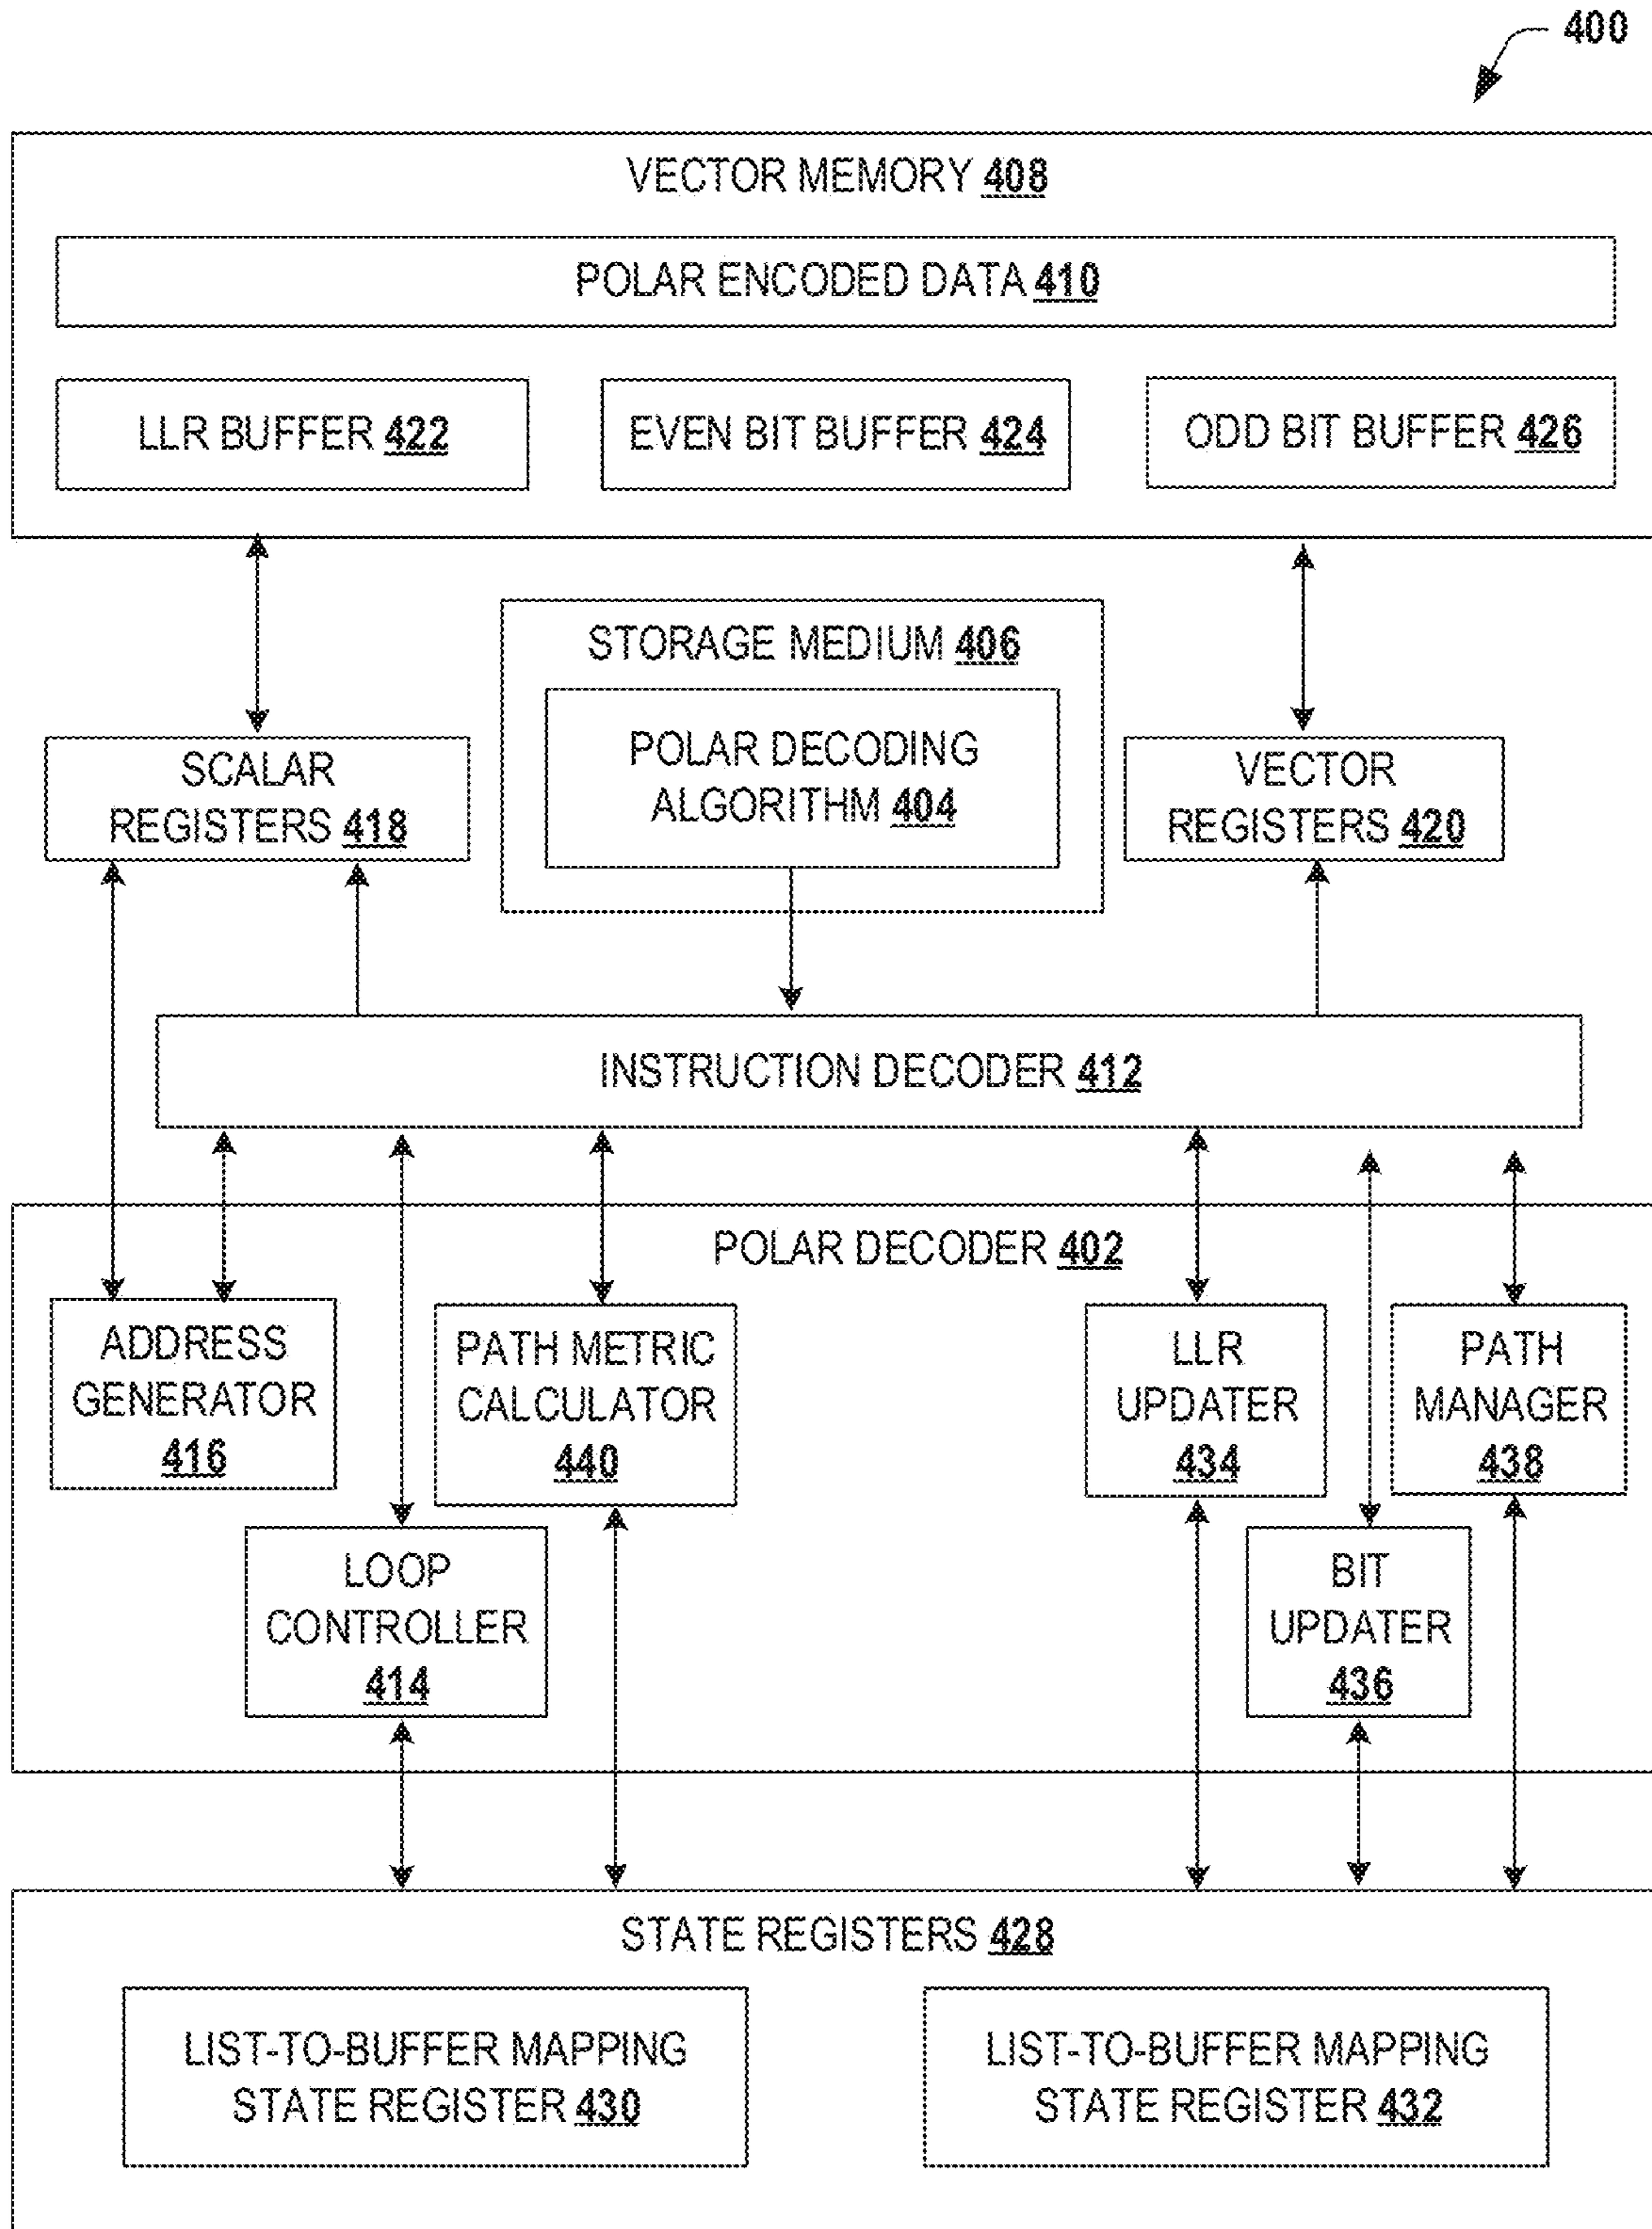 400
VECTOR MEMORY 408
POLAR ENCODED DATA 410
LLR BUFFER 422
EVEN BIT BUFFER 424
ODD BIT BUFFER 426
STORAGE MEDIUM 406
POLAR DECODING
ALGORITHM 404
SCALAR
REGISTERS 418
VECTOR
REGISTERS 420
INSTRUCTION DECODER 412
POLAR DECODER 402
ADDRESS
GENERATOR
416
PATH METRIC
CALCULATOR
440
LLR
UPDATER
434
PATH
MANAGER
438
LOOP
CONTROLLER
414
BIT
UPDATER
436
STATE REGISTERS 428
LIST-TO-BUFFER MAPPING
STATE REGISTER 430
LIST-TO-BUFFER MAPPING
STATE REGISTER 432